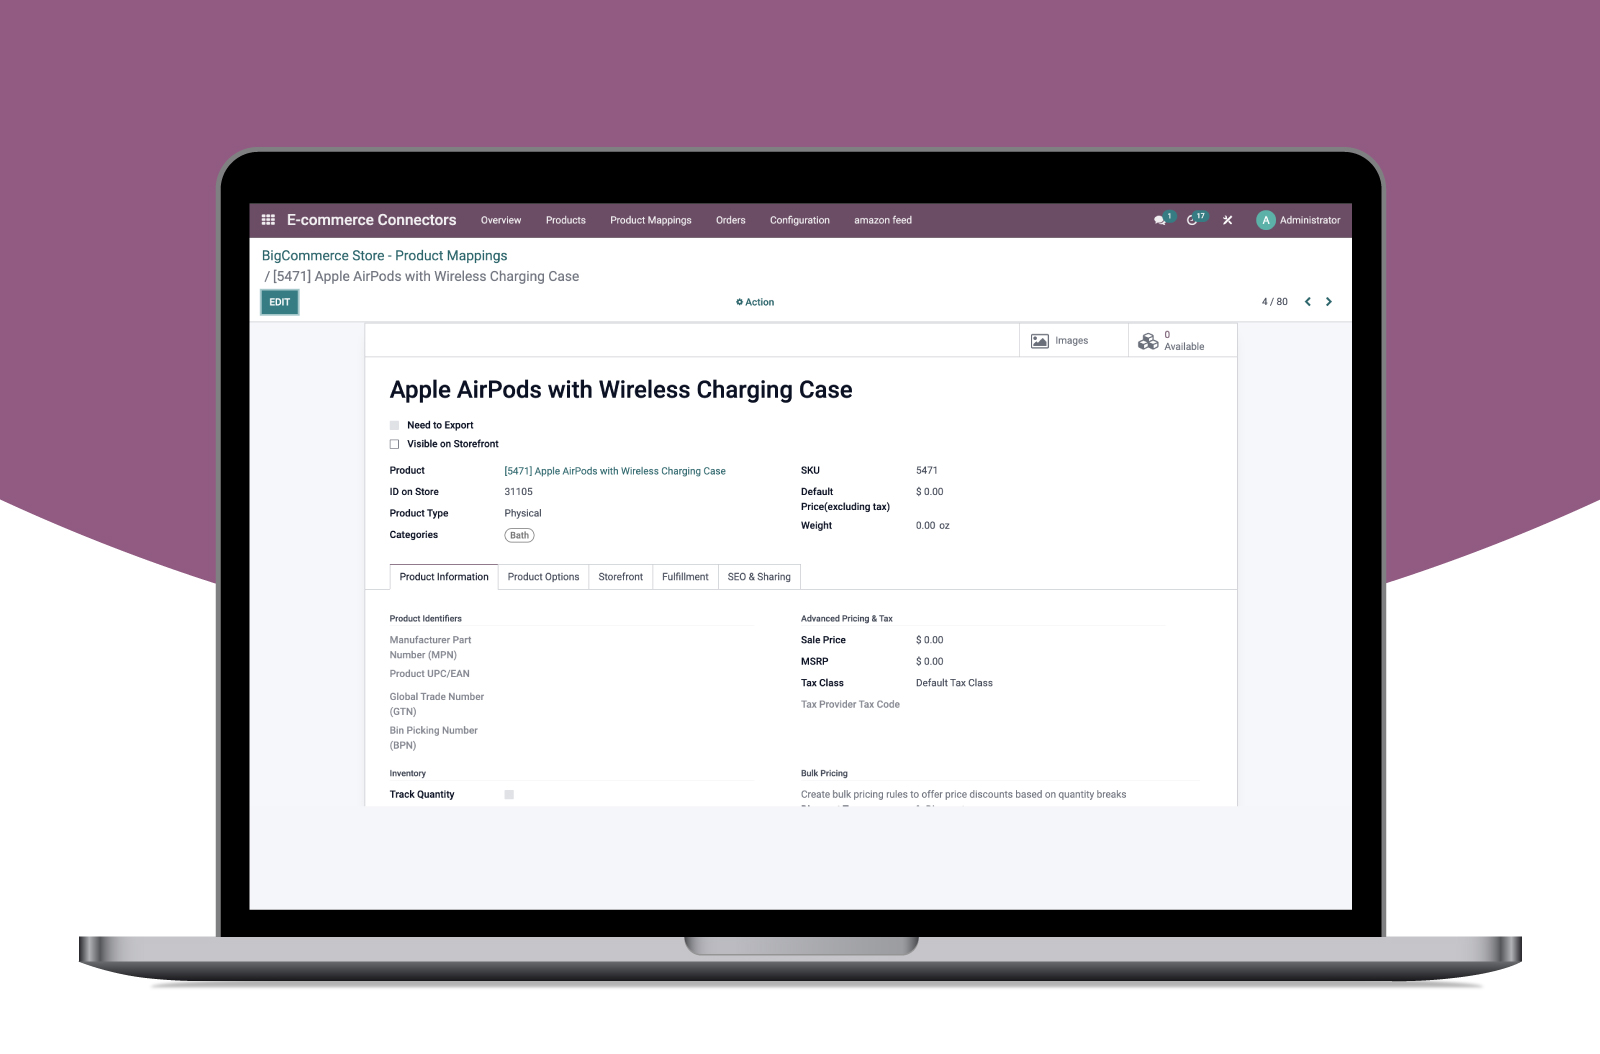 E-commerce Connectors Overview Products Product Mappings Orders Configuration amazon feed 1 17 A Administrator
BigCommerce Store - Product Mappings
/ [5471] Apple AirPods with Wireless Charging Case
EDIT Action 4 / 80
Images
0
Available
Apple AirPods with Wireless Charging Case
Need to Export
Visible on Storefront
Product [5471] Apple AirPods with Wireless Charging Case
ID on Store 31105
Product Type Physical
Categories Bath
SKU 5471
Default $ 0.00
Price(excluding tax)
Weight 0.00 oz
Product Information Product Options Storefront Fulfillment SEO & Sharing
Product Identifiers
Manufacturer Part
Number (MPN)
Product UPC/EAN
Global Trade Number
(GTN)
Bin Picking Number
(BPN)
Advanced Pricing & Tax
Sale Price $ 0.00
MSRP $ 0.00
Tax Class Default Tax Class
Tax Provider Tax Code
Inventory
Track Quantity
Bulk Pricing
Create bulk pricing rules to offer price discounts based on quantity breaks